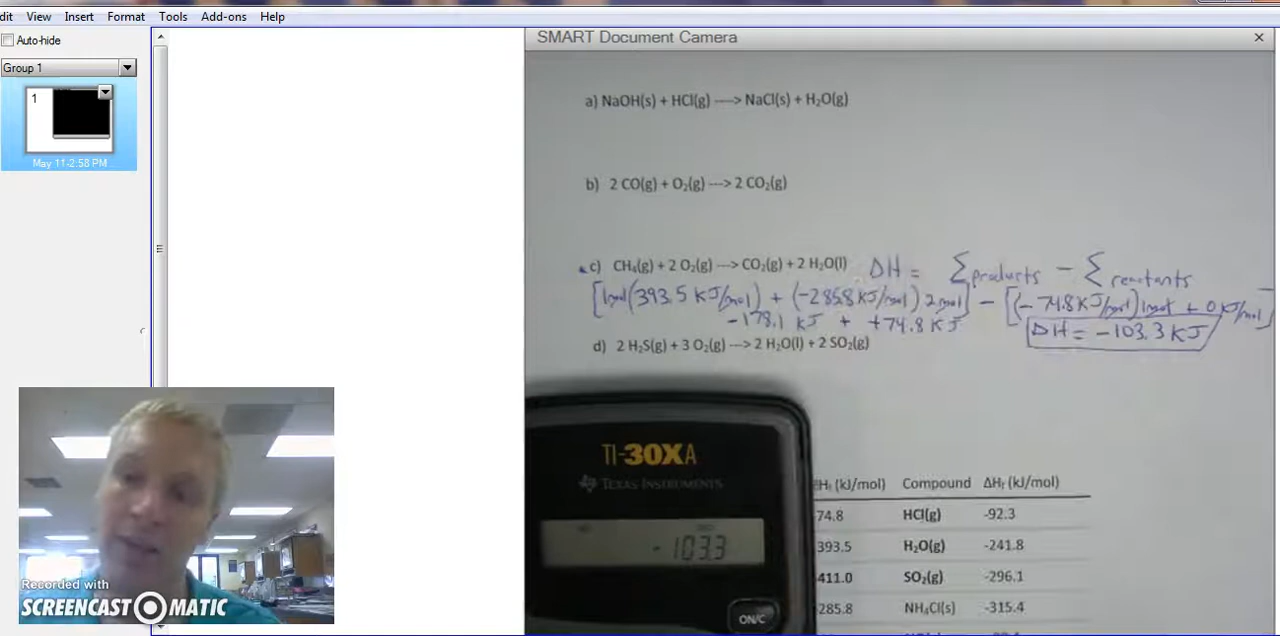 dit View Insert Format Tools Add-ons Help
Auto-hide
Group 1
1
May 11-2.58 PM
SMART Document Camera
a) NaOH(s) + HCl(g) ----> NaCl(s) + H₂O(g)
b) 2 CO(g) + O₂(g) ---> 2 CO₂(g)
c) CH₄(g) + 2 O₂(g) ---> CO₂(g) + 2 H₂O(l) ΔH = Σ products - Σ reactants
[1mol(393.5 KJ/mol) + (-285.8 KJ/mol) 2mol] - [(-74.8 KJ/mol) 1mol + 0 KJ/mol]
-178.1 KJ + +74.8 KJ ΔH = -103.3 KJ
d) 2 H₂S(g) + 3 O₂(g) ---> 2 H₂O(l) + 2 SO₂(g)
TI-30XA
TEXAS INSTRUMENTS
-103.3
ON/C
Hf (kJ/mol) Compound ΔHf (kJ/mol)
74.8 HCl(g) -92.3
393.5 H₂O(g) -241.8
411.0 SO₂(g) -296.1
285.8 NH₄Cl(s) -315.4
Recorded with
SCREENCAST-O-MATIC